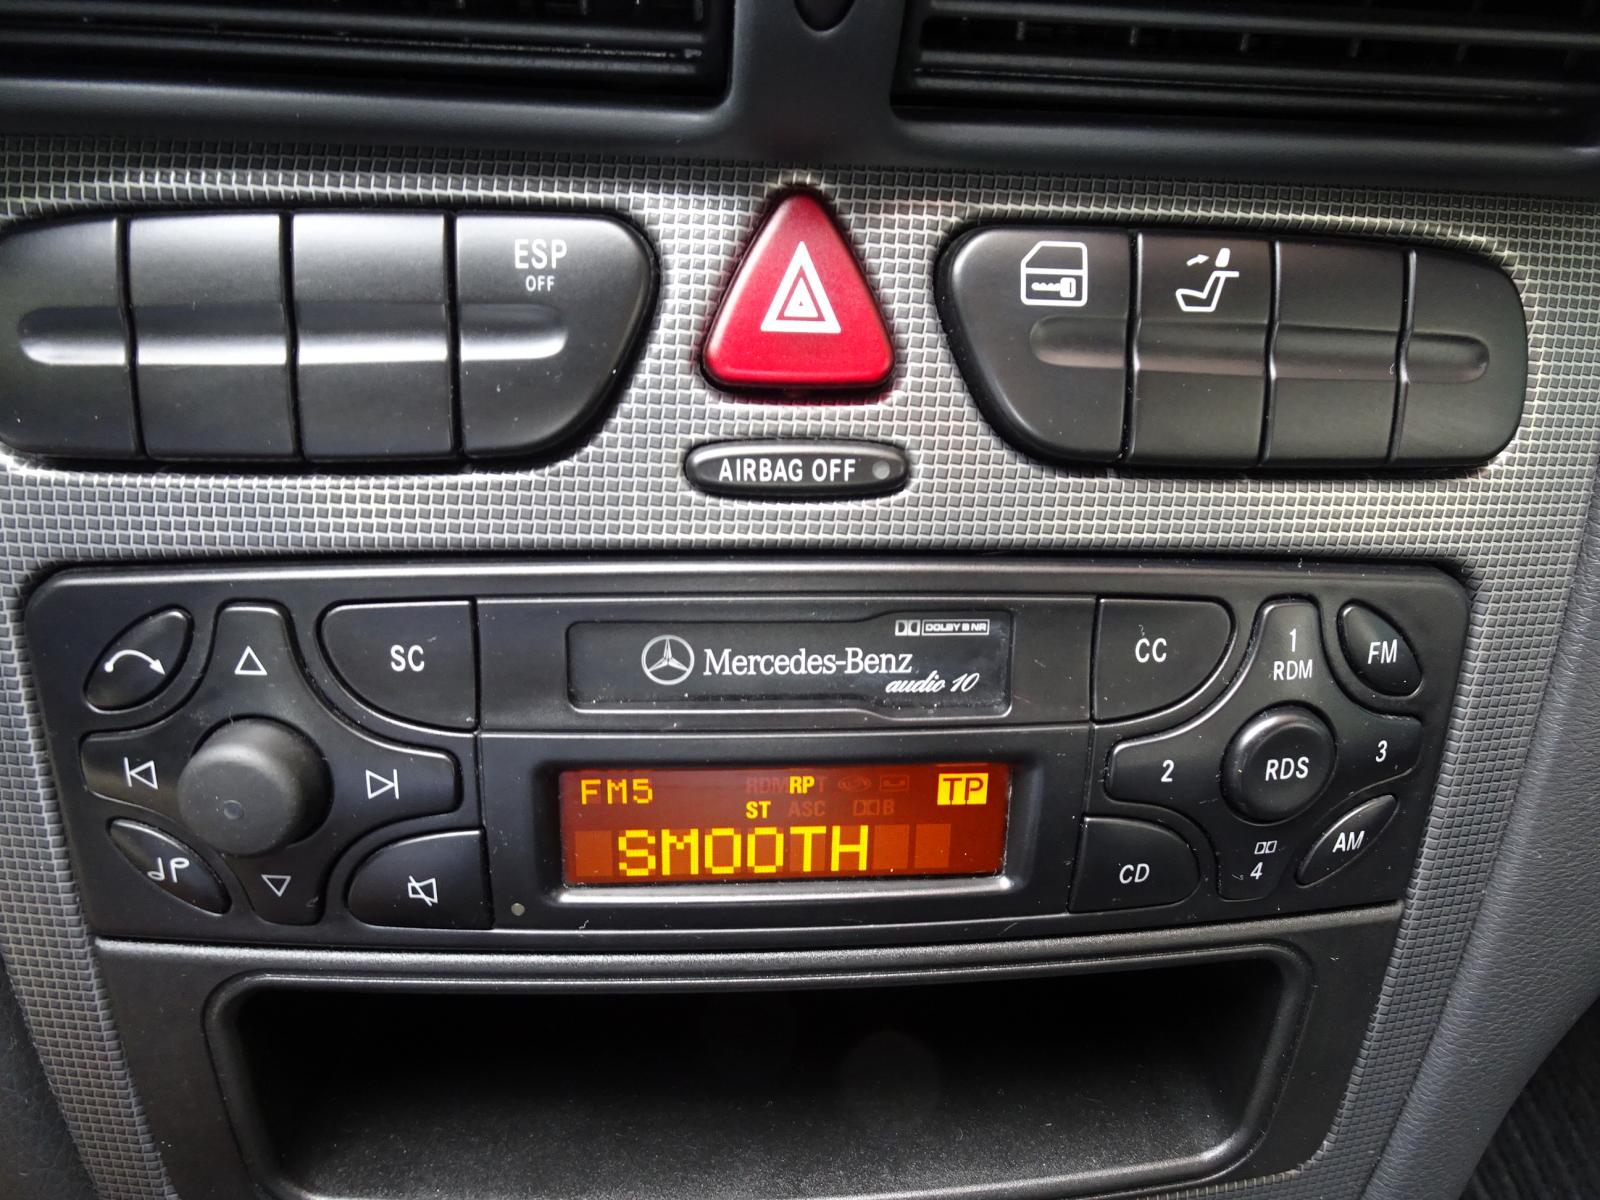 ESP
OFF
AIRBAG OFF
SC
DOLBY B NR
Mercedes-Benz
audio 10
CC
1
RDM
FM
2
RDS
3
FM5
RDM RP T
TP
ST ASC
B
SMOOTH
CD
4
AM